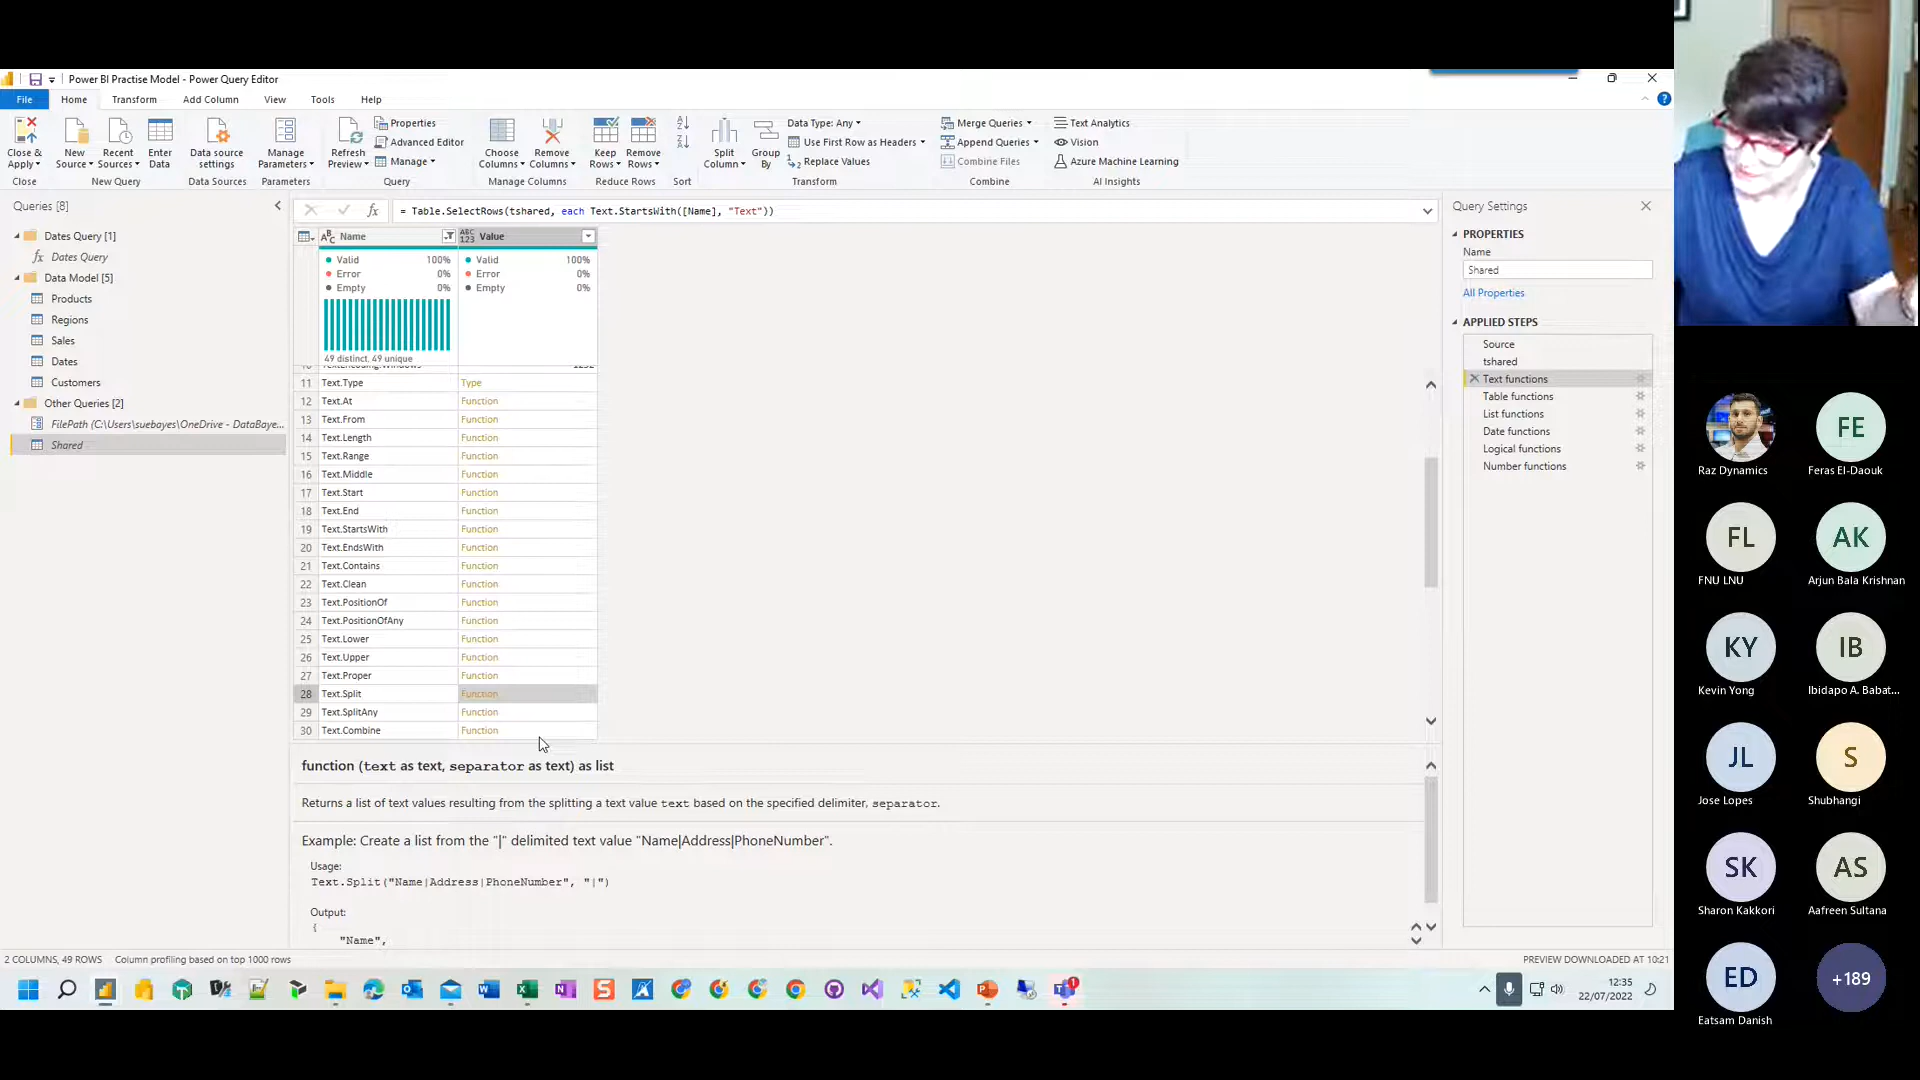 Power BI Practise Model - Power Query Editor
File
Home
Transform
Add Column
View
Tools
Help
Close & Apply
Close
New Source
Recent Sources
Enter Data
New Query
Data source settings
Data Sources
Manage Parameters
Parameters
Refresh Preview
Properties
Advanced Editor
Manage
Query
Choose Columns
Remove Columns
Manage Columns
Keep Rows
Remove Rows
Reduce Rows
Sort
Split Column
Group By
Data Type: Any
Use First Row as Headers
Replace Values
Transform
Merge Queries
Append Queries
Combine Files
Combine
Text Analytics
Vision
Azure Machine Learning
AI Insights
Queries [8]
Dates Query [1]
fx Dates Query
Data Model [5]
Products
Regions
Sales
Dates
Customers
Other Queries [2]
FilePath (C:\Users\suebayes\OneDrive - DataBaye...
Shared
fx
= Table.SelectRows(tshared, each Text.StartsWith([Name], "Text"))
ABC Name
ABC 123 Value
Valid 100%
Error 0%
Empty 0%
Valid 100%
Error 0%
Empty 0%
49 distinct, 49 unique
10 TextEncoding.Windows 1252
11 Text.Type Type
12 Text.At Function
13 Text.From Function
14 Text.Length Function
15 Text.Range Function
16 Text.Middle Function
17 Text.Start Function
18 Text.End Function
19 Text.StartsWith Function
20 Text.EndsWith Function
21 Text.Contains Function
22 Text.Clean Function
23 Text.PositionOf Function
24 Text.PositionOfAny Function
25 Text.Lower Function
26 Text.Upper Function
27 Text.Proper Function
28 Text.Split Function
29 Text.SplitAny Function
30 Text.Combine Function
function (text as text, separator as text) as list
Returns a list of text values resulting from the splitting a text value text based on the specified delimiter, separator.
Example: Create a list from the "|" delimited text value "Name|Address|PhoneNumber".
Usage:
Text.Split("Name|Address|PhoneNumber", "|")
Output:
{
"Name",
Query Settings
PROPERTIES
Name
Shared
All Properties
APPLIED STEPS
Source
tshared
Text functions
Table functions
List functions
Date functions
Logical functions
Number functions
2 COLUMNS, 49 ROWS
Column profiling based on top 1000 rows
PREVIEW DOWNLOADED AT 10:21
12:35
22/07/2022
Raz Dynamics
FE
Feras El-Daouk
FL
FNU LNU
AK
Arjun Bala Krishnan
KY
Kevin Yong
IB
Ibidapo A. Babat...
JL
Jose Lopes
S
Shubhangi
SK
Sharon Kakkori
AS
Aafreen Sultana
ED
Eatsam Danish
+189